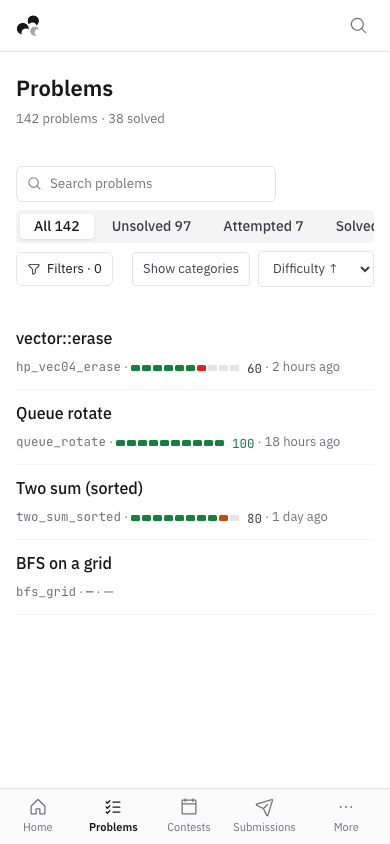 Problems
142 problems · 38 solved
Search problems
All 142 Unsolved 97 Attempted 7 Solve
Filters · 0 Show categories Difficulty ↑
vector::erase
hp_vec04_erase · 60 · 2 hours ago
Queue rotate
queue_rotate · 100 · 18 hours ago
Two sum (sorted)
two_sum_sorted · 80 · 1 day ago
BFS on a grid
bfs_grid · — · —
Home Problems Contests Submissions More